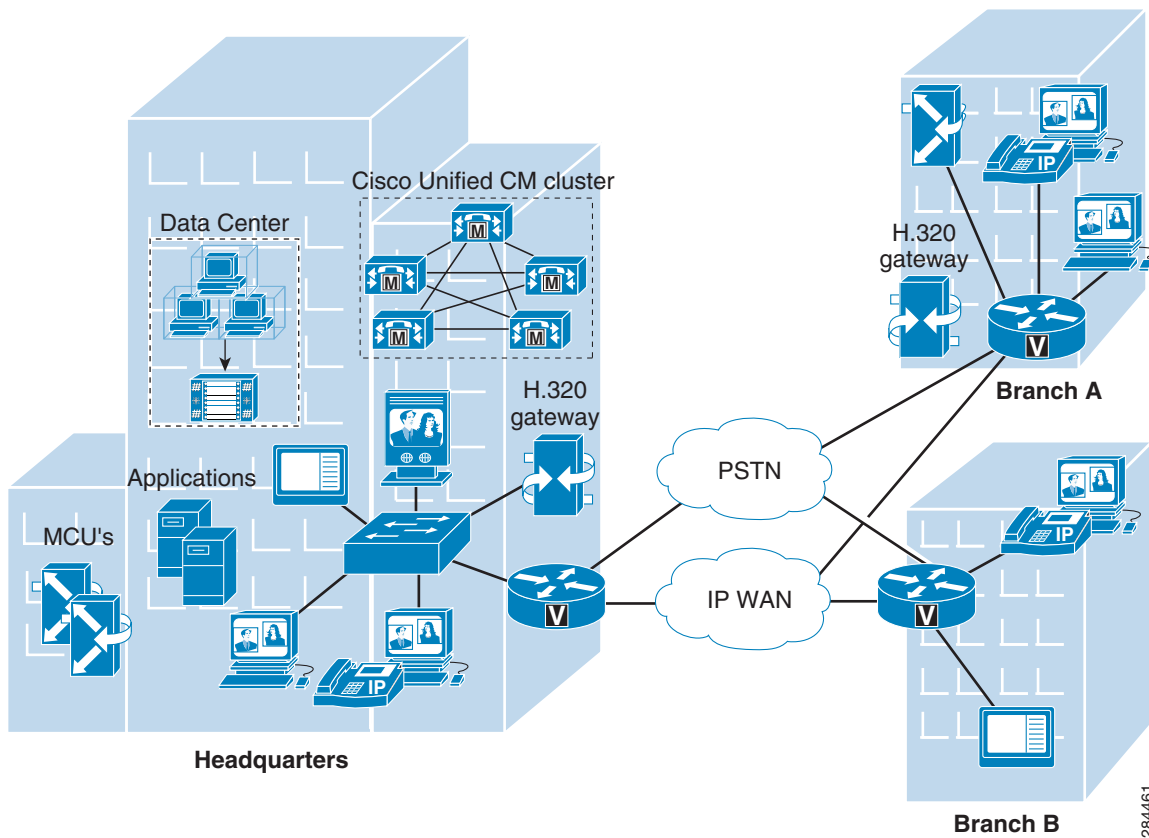 Cisco Unified CM cluster
M
M
M
M
M
Data Center
H.320
gateway
Applications
MCU's
IP
V
Headquarters
PSTN
IP WAN
IP
H.320
gateway
V
Branch A
IP
V
Branch B
284461